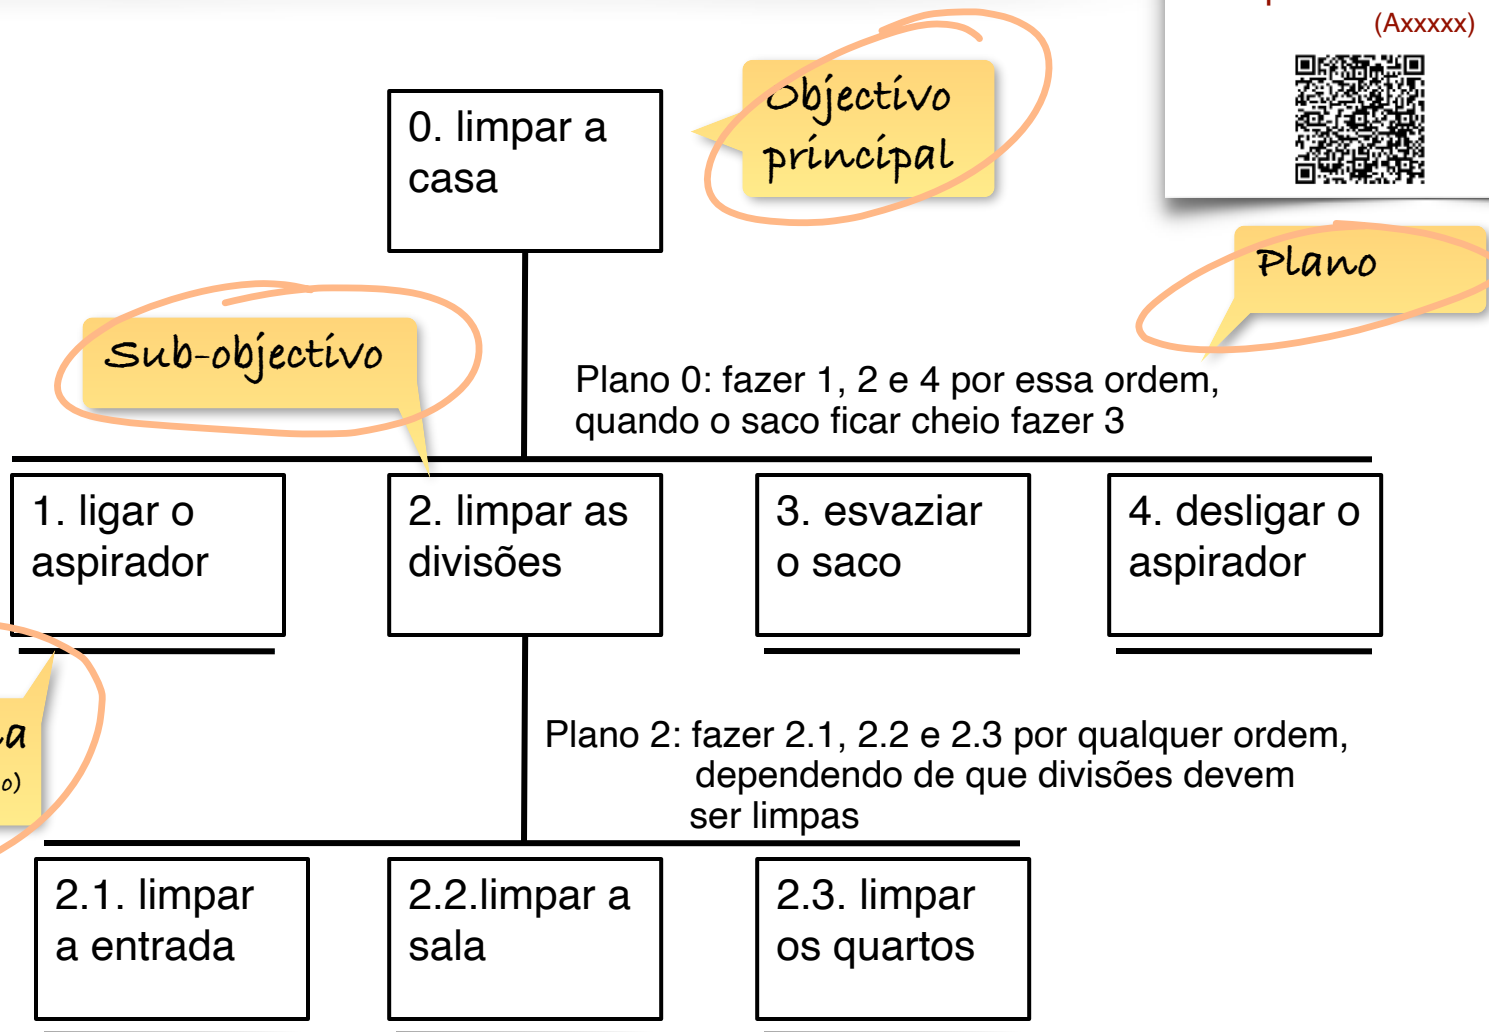 (Axxxxx)
0. limpar a
casa
Objectivo
principal
Plano
Sub-objectivo
Plano 0: fazer 1, 2 e 4 por essa ordem,
quando o saco ficar cheio fazer 3
1. ligar o
aspirador
2. limpar as
divisões
3. esvaziar
o saco
4. desligar o
aspirador
Plano 2: fazer 2.1, 2.2 e 2.3 por qualquer ordem,
dependendo de que divisões devem
ser limpas
2.1. limpar
a entrada
2.2.limpar a
sala
2.3. limpar
os quartos